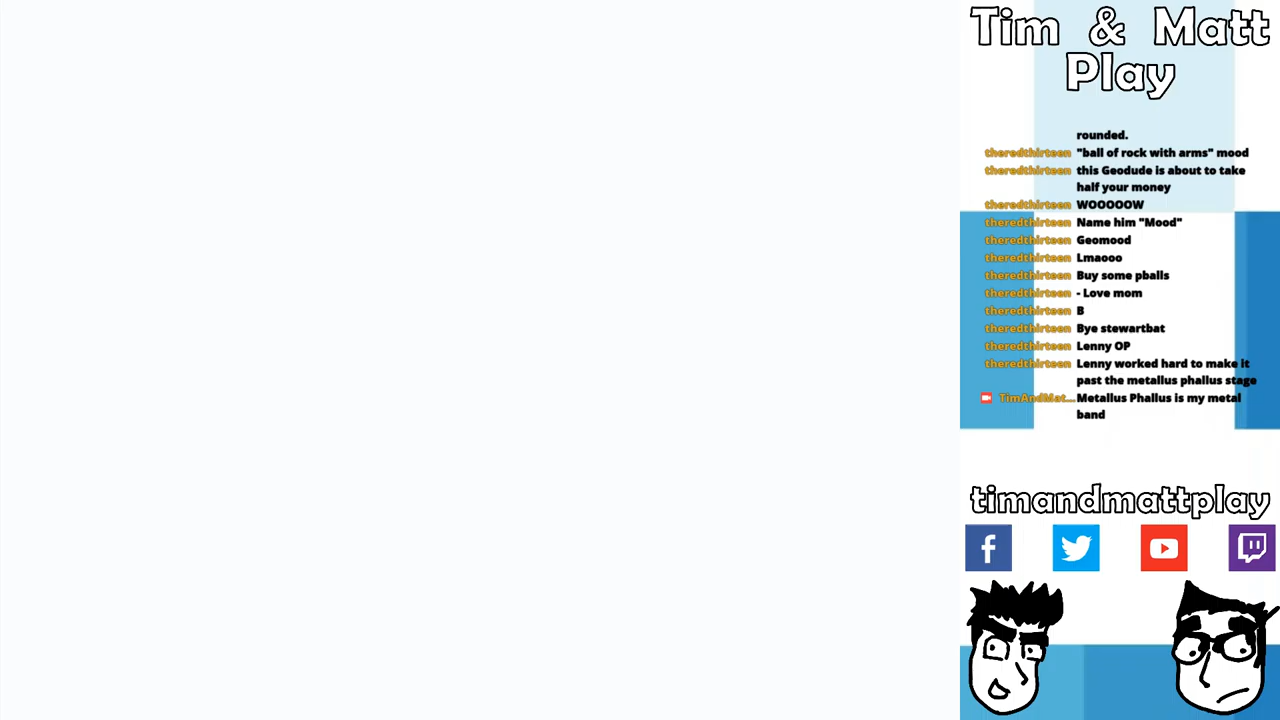 Tim & Matt
Play
rounded.
theredthirteen "ball of rock with arms" mood
theredthirteen this Geodude is about to take
half your money
theredthirteen WOOOOOW
theredthirteen Name him "Mood"
theredthirteen Geomood
theredthirteen Lmaooo
theredthirteen Buy some pballs
theredthirteen - Love mom
theredthirteen B
theredthirteen Bye stewartbat
theredthirteen Lenny OP
theredthirteen Lenny worked hard to make it
past the metallus phallus stage
TimAndMat... Metallus Phallus is my metal
band
timandmattplay